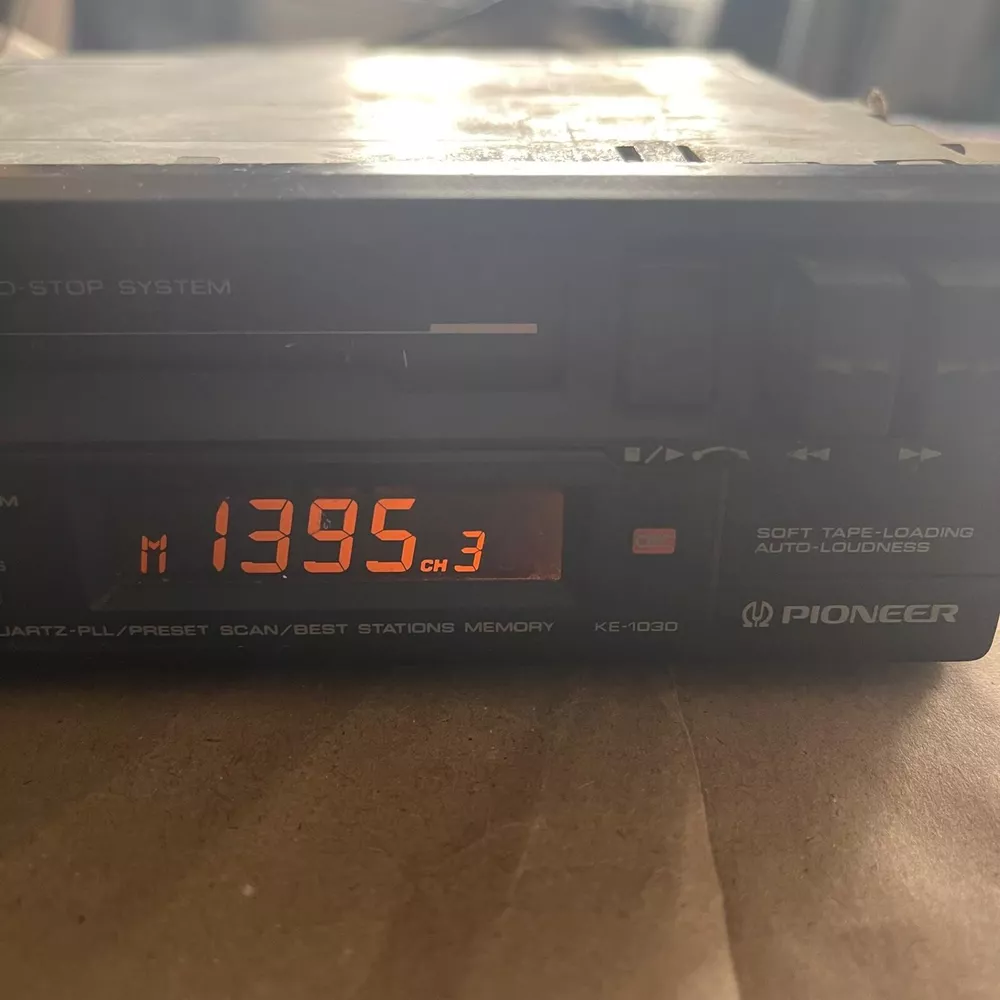 O-STOP SYSTEM
M 1395 CH 3
SOFT TAPE-LOADING
AUTO-LOUDNESS
PIONEER
UARTZ-PLL/PRESET SCAN/BEST STATIONS MEMORY
KE-1030